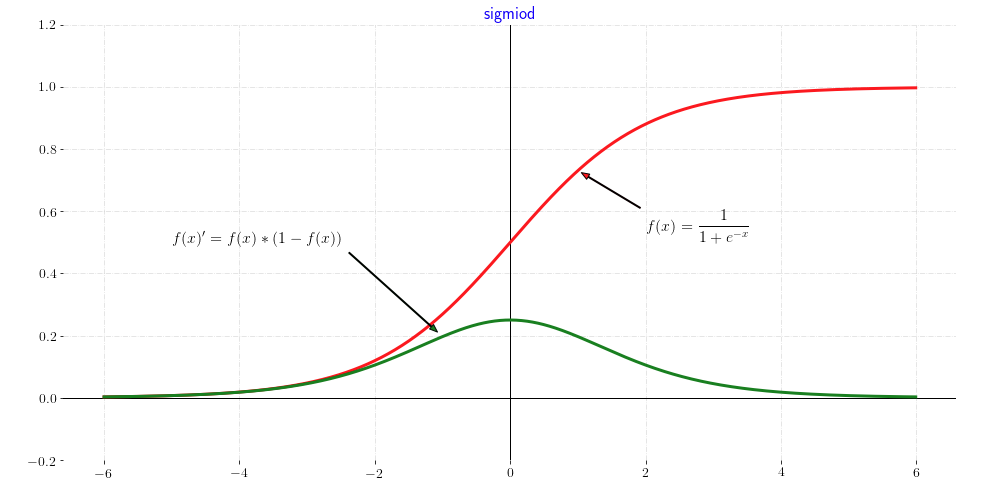 sigmiod
1.2
1.0
0.8
0.6
0.4
0.2
0.0
−0.2
f(x)′ = f(x) ∗ (1 − f(x))
f(x) = 1 / (1 + e^{−x})
−6 −4 −2 0 2 4 6